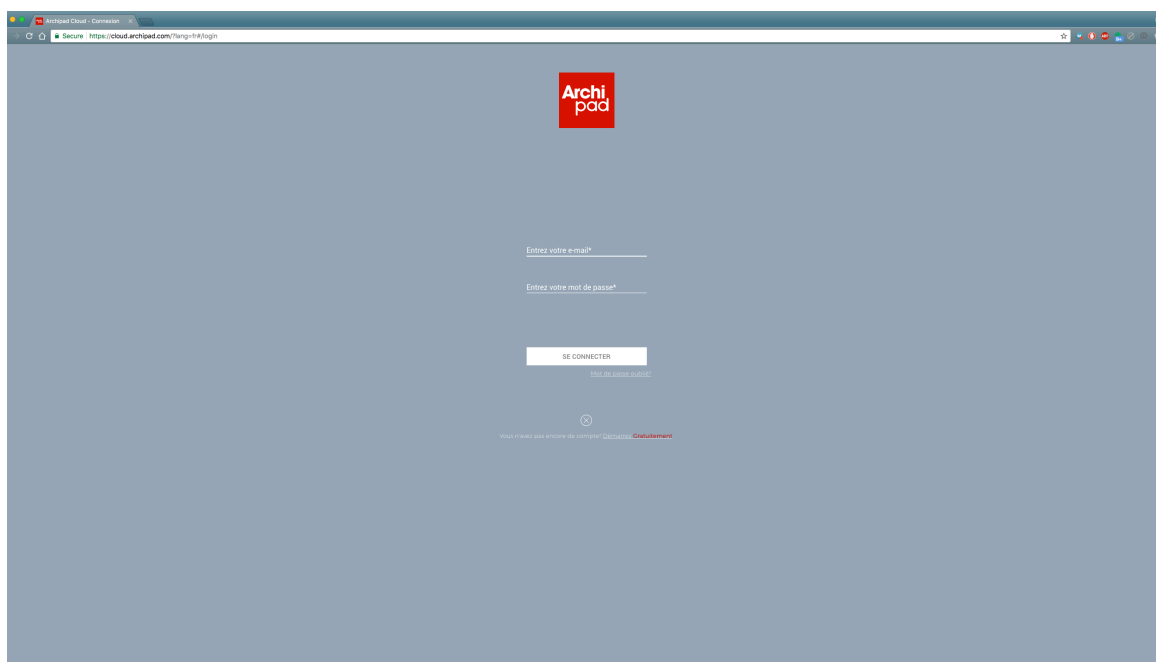 Archipad Cloud - Connexion
Secure https://cloud.archipad.com/?lang=fr#/login
Archi
pad
Entrez votre e-mail*
Entrez votre mot de passe*
SE CONNECTER
Mot de passe oublié?
Vous n'avez pas encore de compte? Démarrez Gratuitement